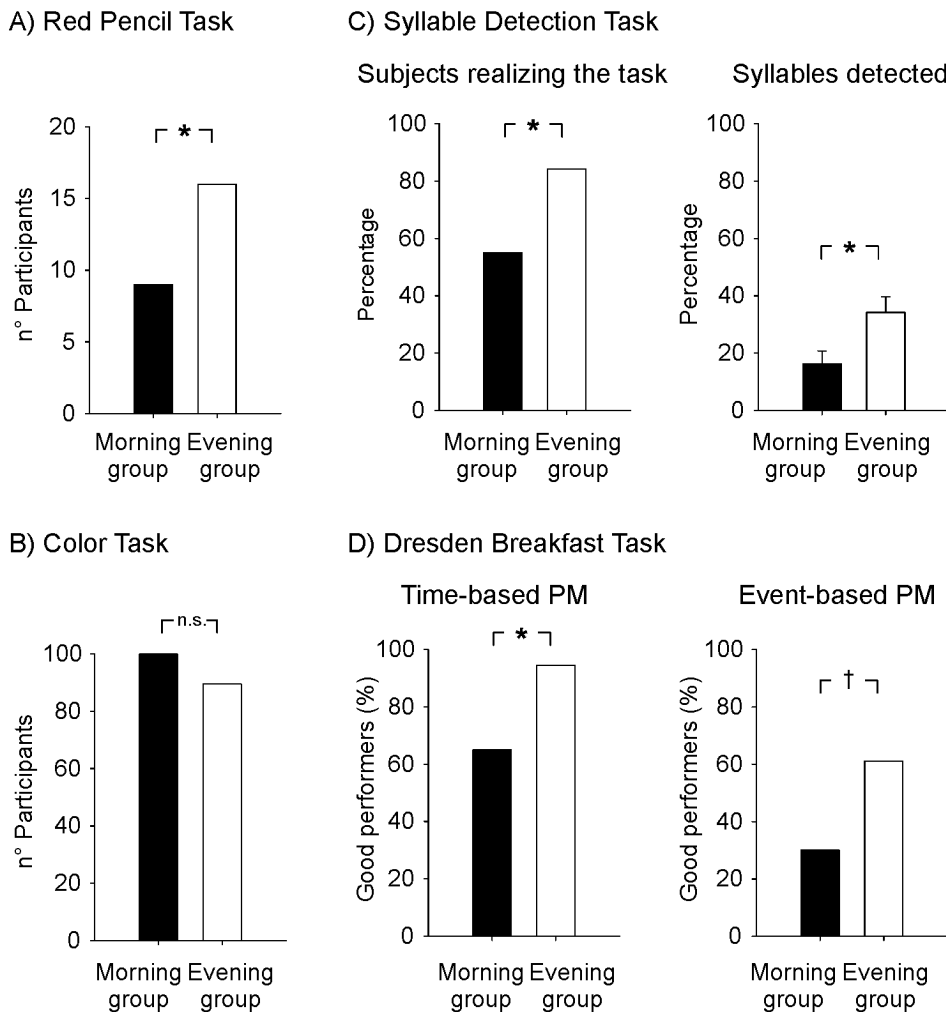 A) Red Pencil Task
20
15
10
5
0
n° Participants
*
Morning group
Evening group
C) Syllable Detection Task
Subjects realizing the task
100
80
60
40
20
0
Percentage
*
Morning group
Evening group
Syllables detected
100
80
60
40
20
0
Percentage
*
Morning group
Evening group
B) Color Task
100
80
60
40
20
0
n° Participants
n.s.
Morning group
Evening group
D) Dresden Breakfast Task
Time-based PM
100
80
60
40
20
0
Good performers (%)
*
Morning group
Evening group
Event-based PM
100
80
60
40
20
0
Good performers (%)
†
Morning group
Evening group